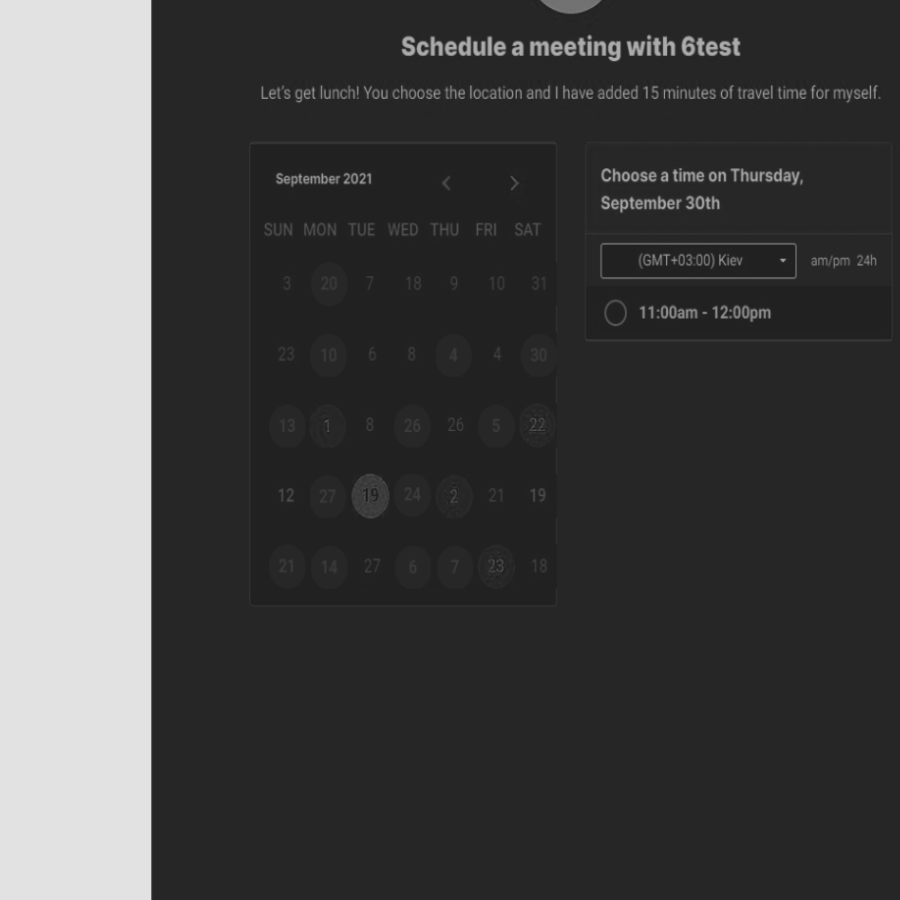 Schedule a meeting with 6test
Let's get lunch! You choose the location and I have added 15 minutes of travel time for myself.
September 2021
SUN MON TUE WED THU FRI SAT
3 20 7 18 9 10 31
23 10 6 8 4 4 30
13 1 8 26 26 5 22
12 27 19 24 2 21 19
21 14 27 6 7 23 18
Choose a time on Thursday,
September 30th
(GMT+03:00) Kiev am/pm 24h
11:00am - 12:00pm